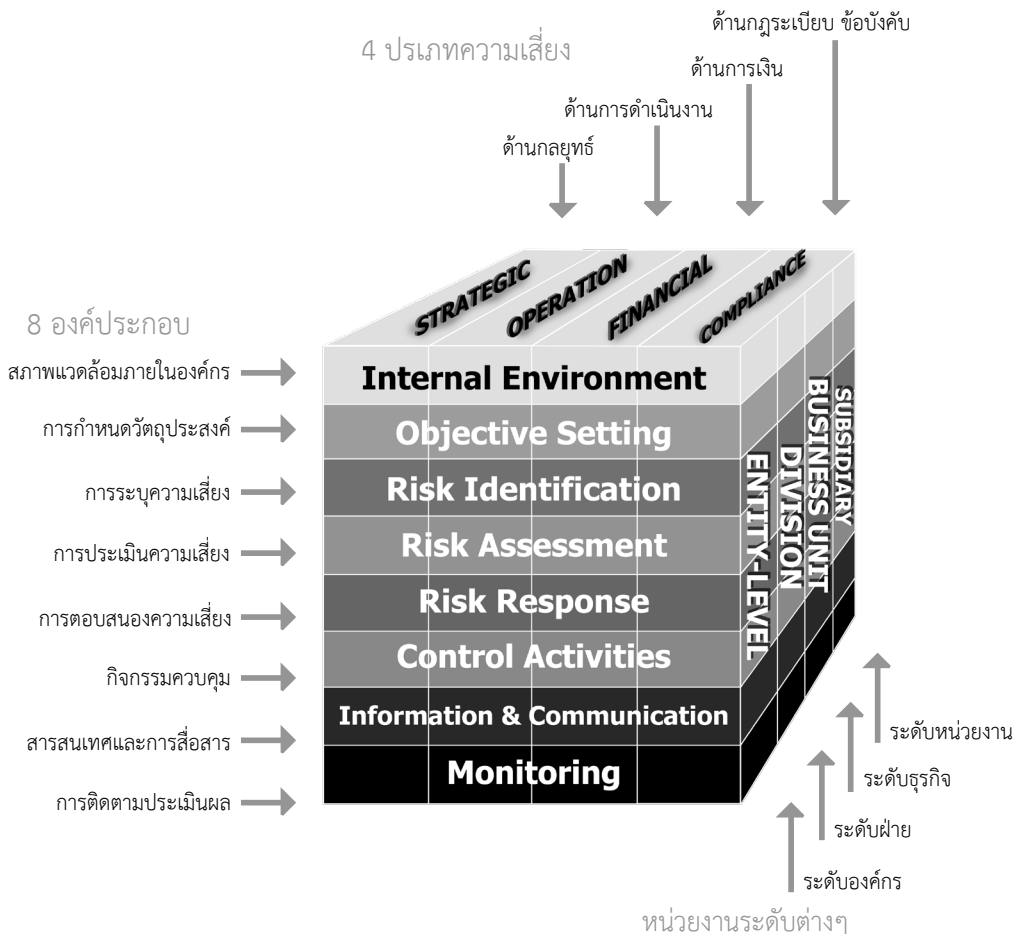 ด้านกฎระเบียบ ข้อบังคับ
4 ประเภทความเสี่ยง
ด้านการเงิน
ด้านการดำเนินงาน
ด้านกลยุทธ์
STRATEGIC
OPERATION
FINANCIAL
COMPLIANCE
8 องค์ประกอบ
สภาพแวดล้อมภายในองค์กร
Internal Environment
การกำหนดวัตถุประสงค์
Objective Setting
การระบุความเสี่ยง
Risk Identification
การประเมินความเสี่ยง
Risk Assessment
การตอบสนองความเสี่ยง
Risk Response
กิจกรรมควบคุม
Control Activities
สารสนเทศและการสื่อสาร
Information & Communication
การติดตามประเมินผล
Monitoring
ENTITY-LEVEL
DIVISION
BUSINESS UNIT
SUBSIDIARY
ระดับหน่วยงาน
ระดับธุรกิจ
ระดับฝ่าย
ระดับองค์กร
หน่วยงานระดับต่างๆ